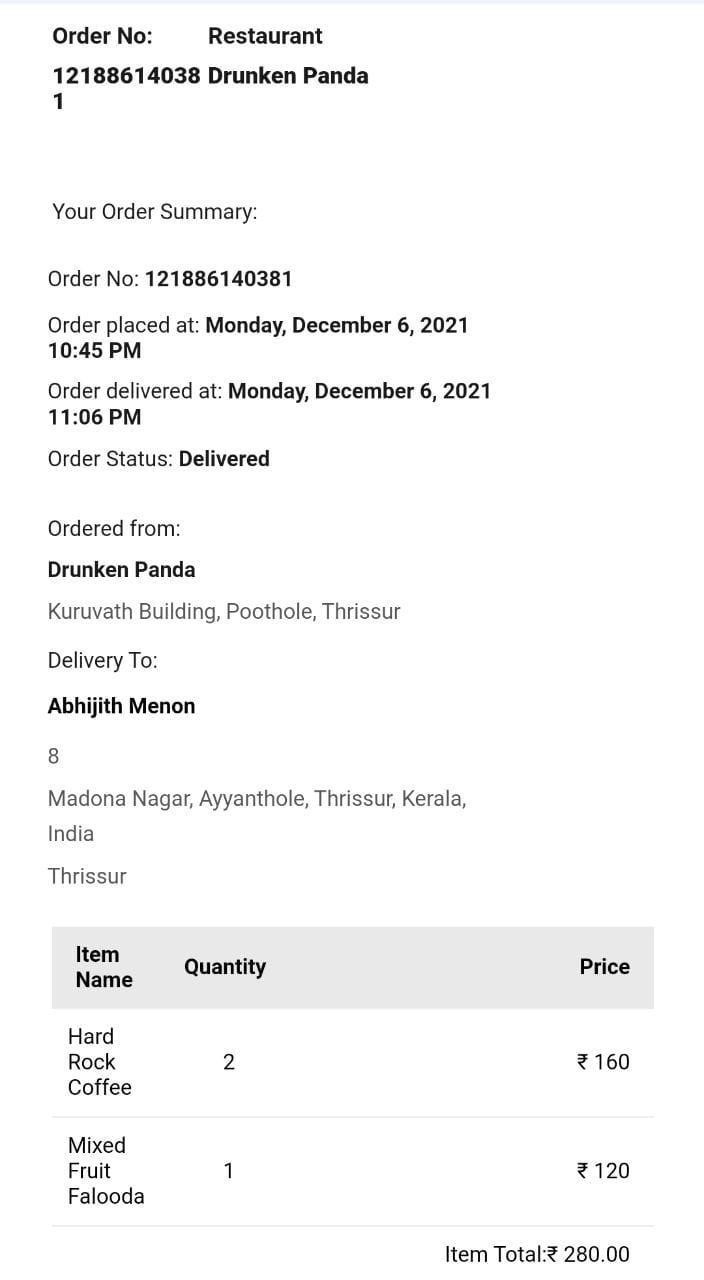 Order No: Restaurant
12188614038 Drunken Panda
1
Your Order Summary:
Order No: 121886140381
Order placed at: Monday, December 6, 2021
10:45 PM
Order delivered at: Monday, December 6, 2021
11:06 PM
Order Status: Delivered
Ordered from:
Drunken Panda
Kuruvath Building, Poothole, Thrissur
Delivery To:
Abhijith Menon
8
Madona Nagar, Ayyanthole, Thrissur, Kerala,
India
Thrissur
Item
Name
Quantity
Price
Hard
Rock
Coffee
2
₹ 160
Mixed
Fruit
Falooda
1
₹ 120
Item Total:₹ 280.00